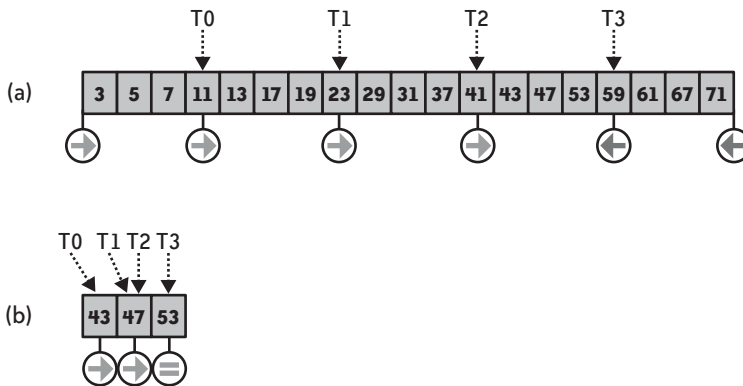 T0 T1 T2 T3
(a) 3 5 7 11 13 17 19 23 29 31 37 41 43 47 53 59 61 67 71
T0 T1 T2 T3
(b) 43 47 53
=